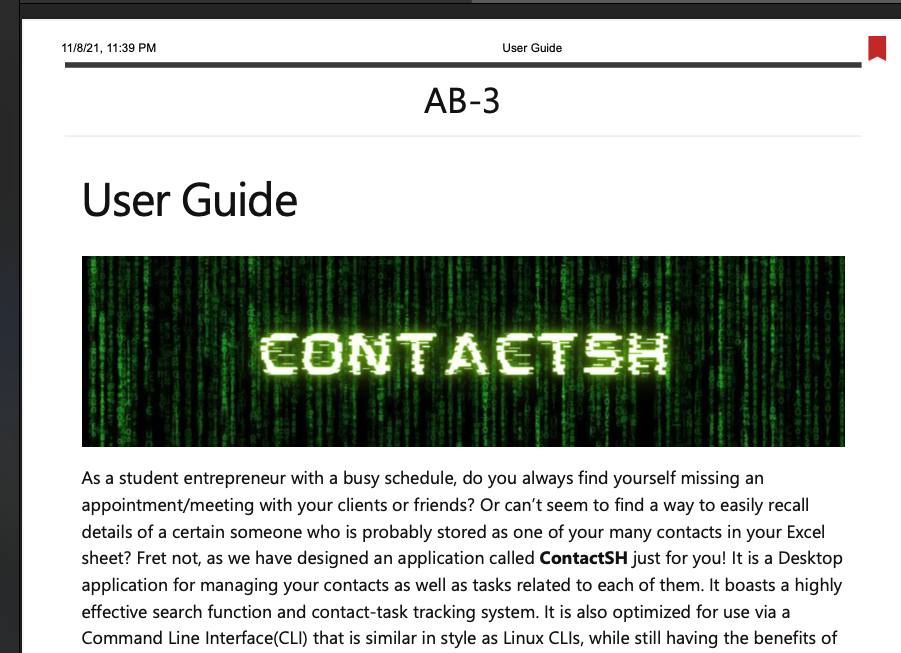 11/8/21, 11:39 PM User Guide
AB-3
User Guide
CONTACTSH
As a student entrepreneur with a busy schedule, do you always find yourself missing an
appointment/meeting with your clients or friends? Or can’t seem to find a way to easily recall
details of a certain someone who is probably stored as one of your many contacts in your Excel
sheet? Fret not, as we have designed an application called ContactSH just for you! It is a Desktop
application for managing your contacts as well as tasks related to each of them. It boasts a highly
effective search function and contact-task tracking system. It is also optimized for use via a
Command Line Interface(CLI) that is similar in style as Linux CLIs, while still having the benefits of